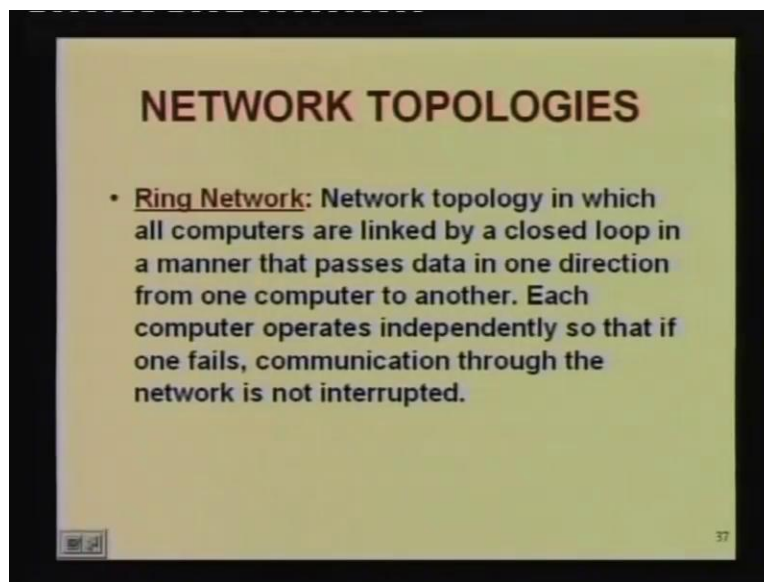 NETWORK TOPOLOGIES
• Ring Network: Network topology in which
all computers are linked by a closed loop in
a manner that passes data in one direction
from one computer to another. Each
computer operates independently so that if
one fails, communication through the
network is not interrupted.
37